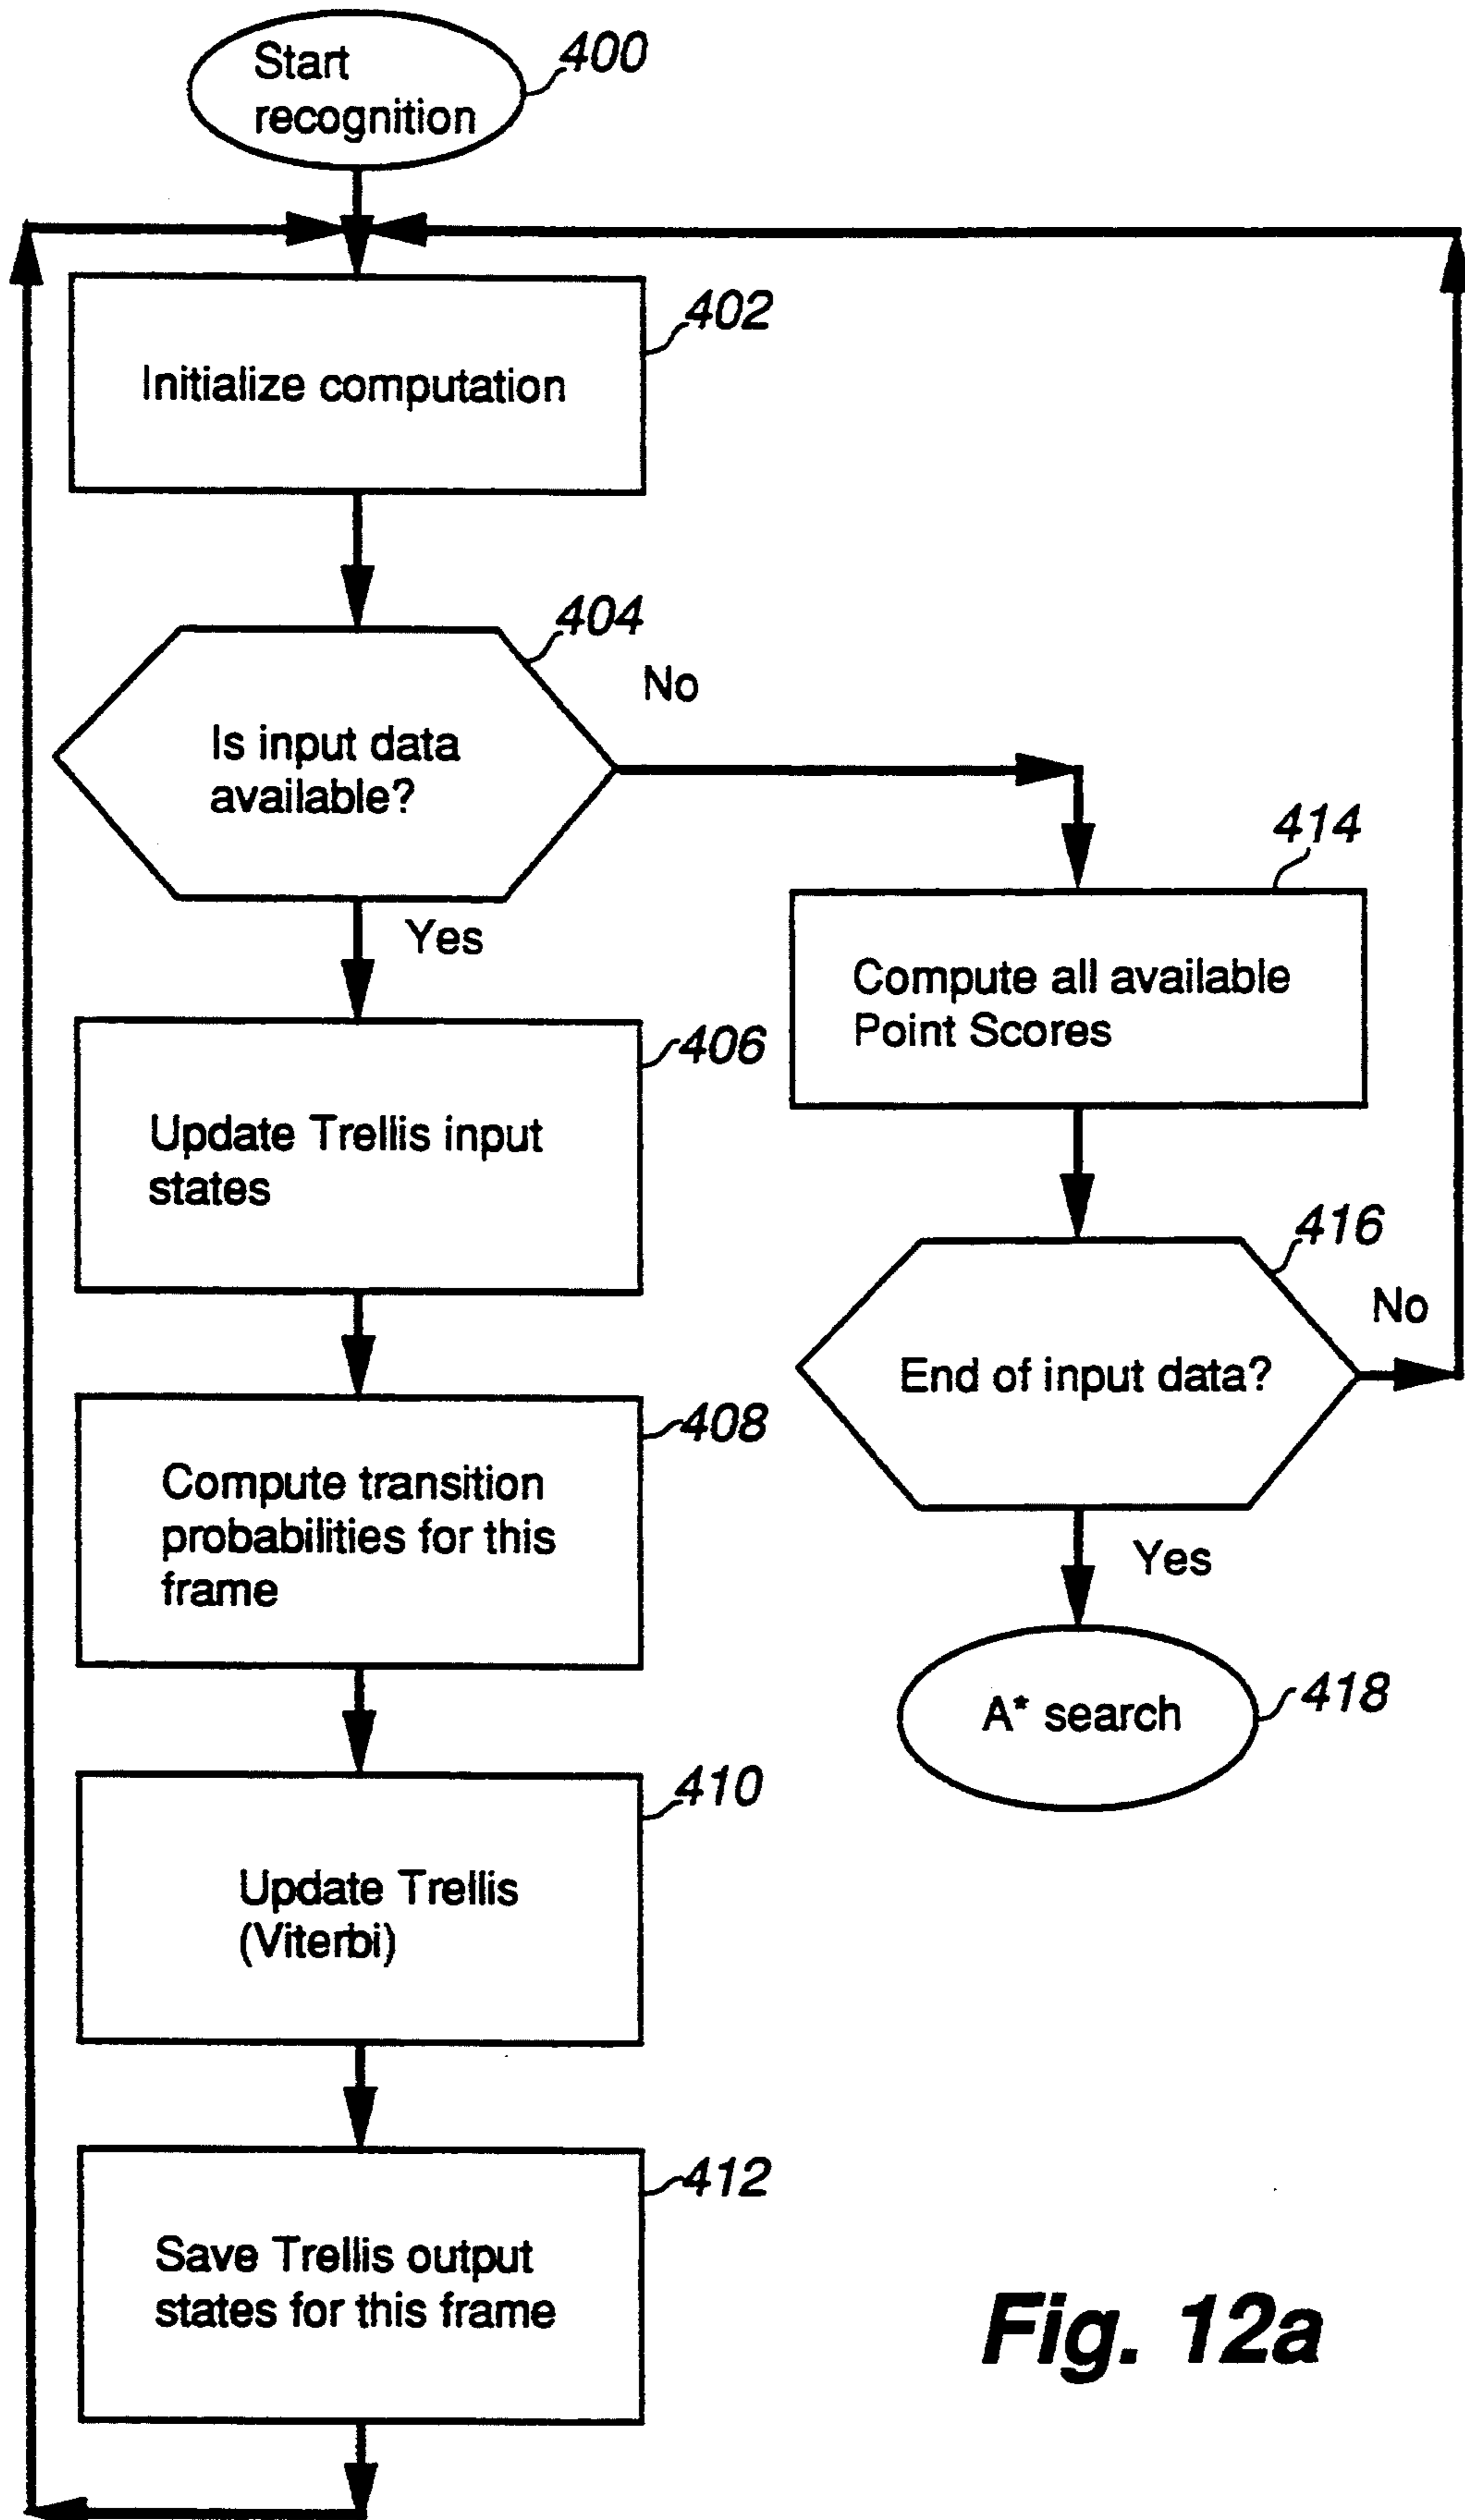 Start
recognition
400
Initialize computation
402
Is input data
available?
404
No
Yes
Update Trellis input
states
406
Compute transition
probabilities for this
frame
408
Update Trellis
(Viterbi)
410
Save Trellis output
states for this frame
412
Compute all available
Point Scores
414
End of input data?
416
No
Yes
A* search
418
Fig. 12a